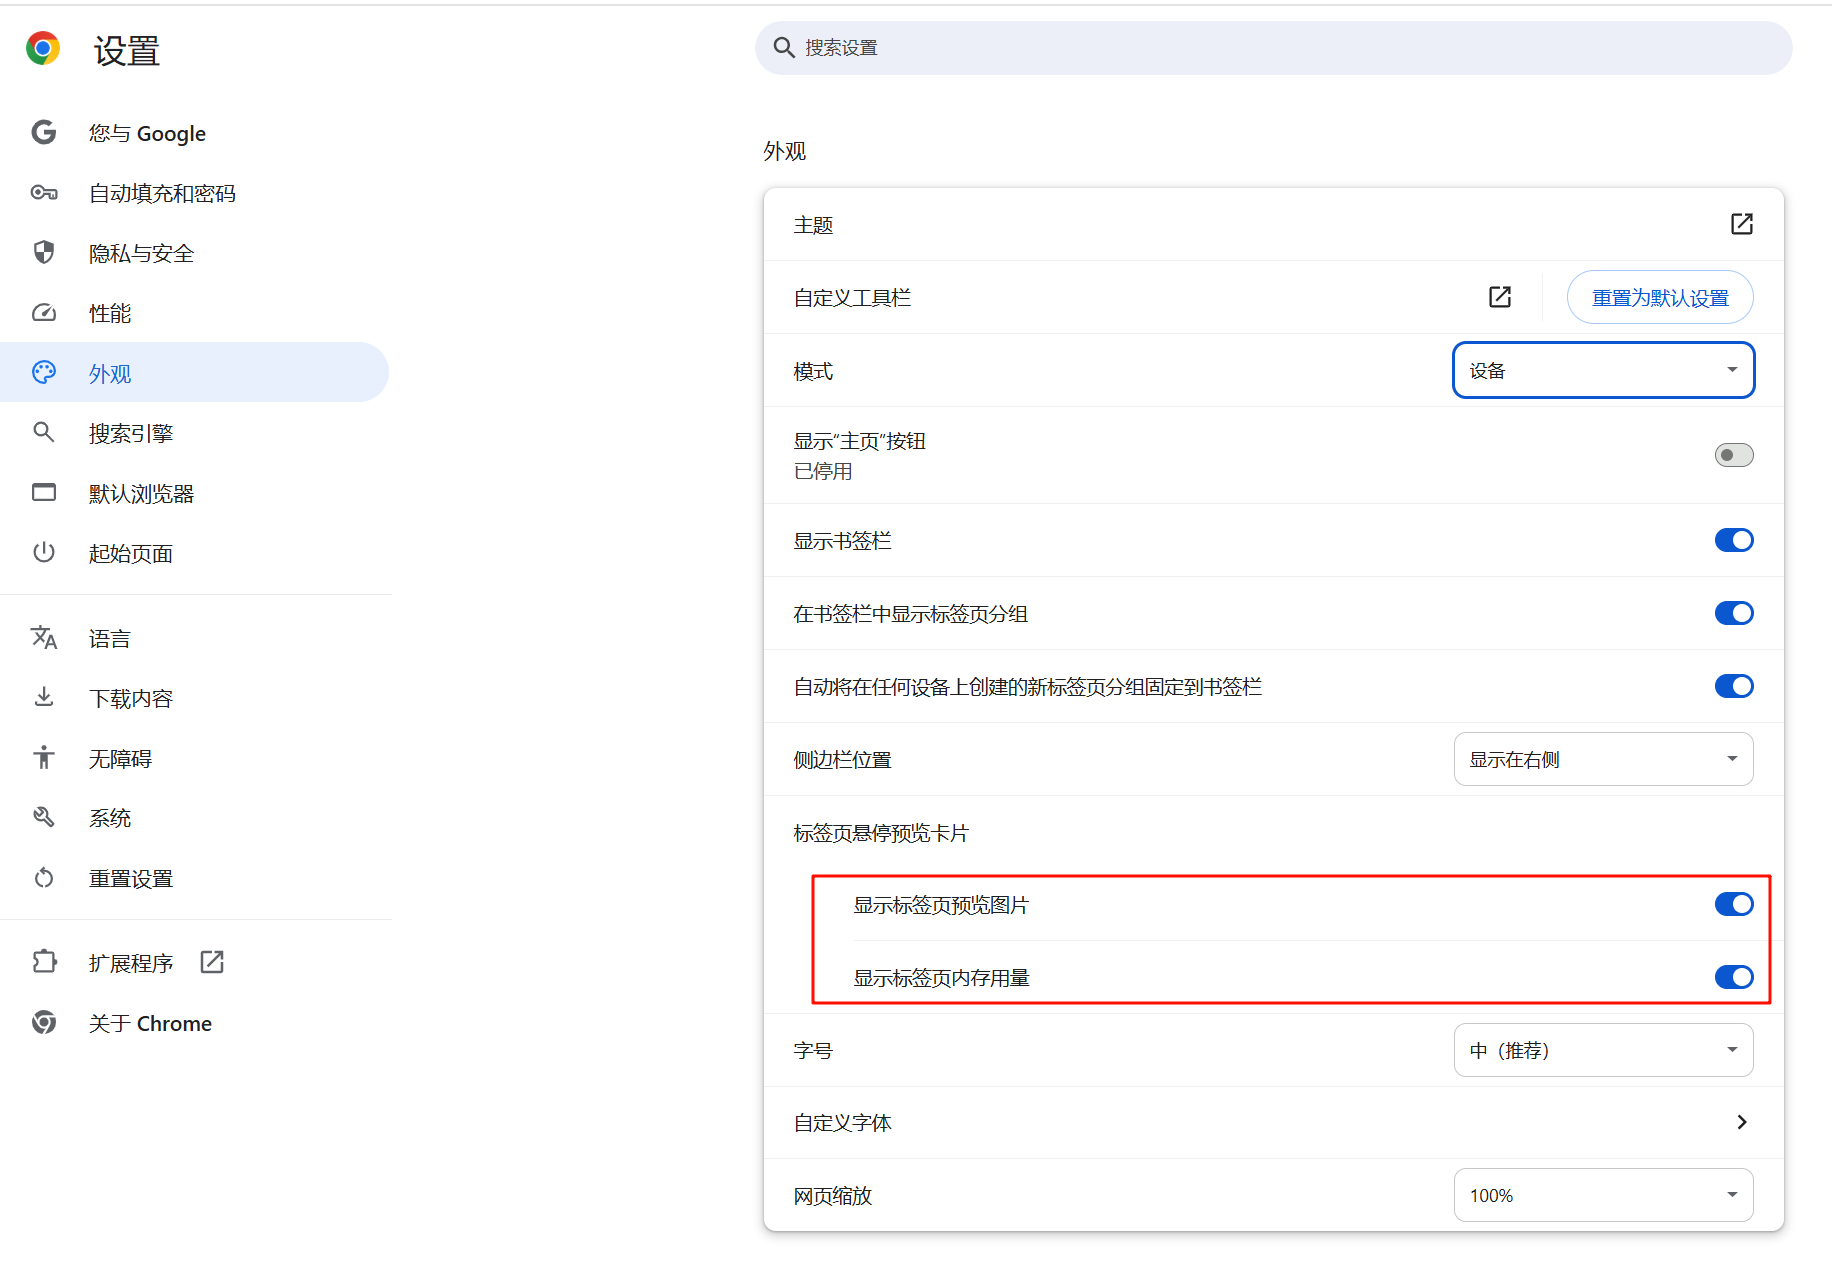 设置
搜索设置
您与 Google
自动填充和密码
隐私与安全
性能
外观
搜索引擎
默认浏览器
起始页面
语言
下载内容
无障碍
系统
重置设置
扩展程序
关于 Chrome
外观
主题
自定义工具栏
重置为默认设置
模式
设备
显示“主页”按钮
已停用
显示书签栏
在书签栏中显示标签页分组
自动将在任何设备上创建的新标签页分组固定到书签栏
侧边栏位置
显示在右侧
标签页悬停预览卡片
显示标签页预览图片
显示标签页内存用量
字号
中（推荐）
自定义字体
网页缩放
100%